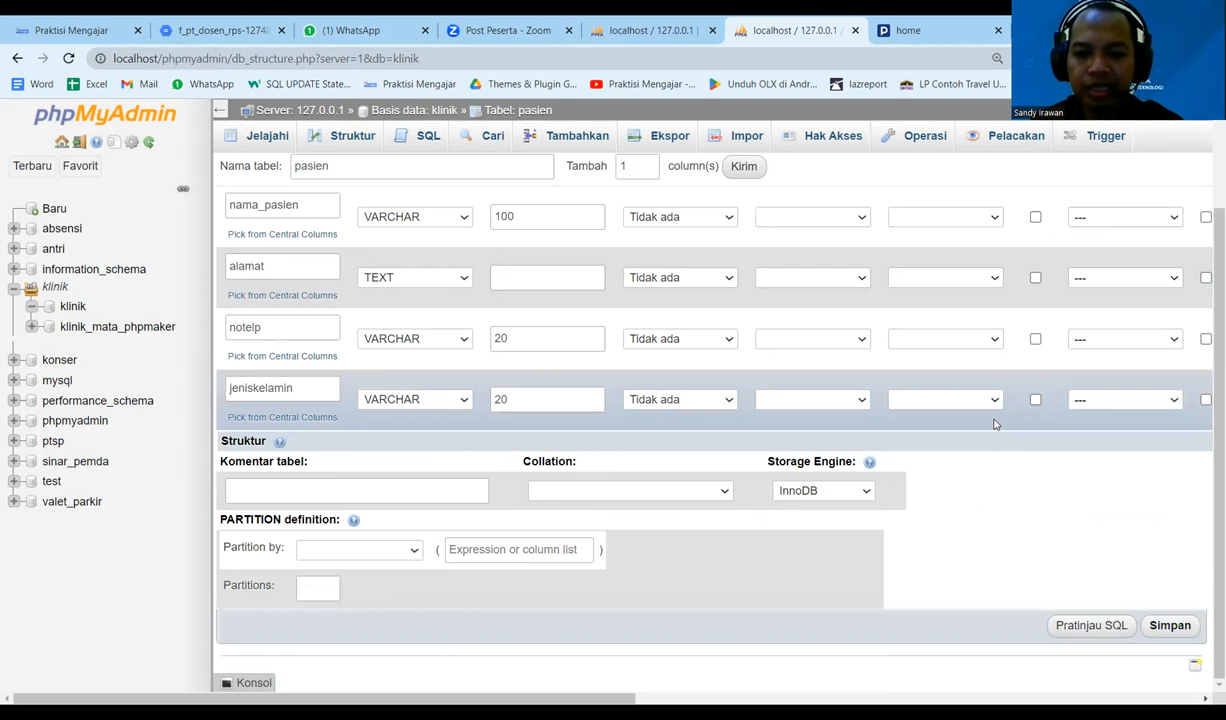 Praktisi Mengajar
f_pt_dosen_rps-12748
(1) WhatsApp
Post Peserta - Zoom
localhost / 127.0.0.1 |
localhost / 127.0.0.1 /
home
localhost/phpmyadmin/db_structure.php?server=1&db=klinik
Word
Excel
Mail
WhatsApp
SQL UPDATE State...
Praktisi Mengajar
Themes & Plugin G...
Praktisi Mengajar -...
Unduh OLX di Andr...
lazreport
LP Contoh Travel U...
Sandy Irawan
phpMyAdmin
Terbaru
Favorit
Baru
absensi
antri
information_schema
klinik
klinik
klinik_mata_phpmaker
konser
mysql
performance_schema
phpmyadmin
ptsp
sinar_pemda
test
valet_parkir
Server: 127.0.0.1 » Basis data: klinik » Tabel: pasien
Jelajahi
Struktur
SQL
Cari
Tambahkan
Ekspor
Impor
Hak Akses
Operasi
Pelacakan
Trigger
Nama tabel: pasien Tambah 1 column(s) Kirim
nama_pasien VARCHAR 100 Tidak ada ---
Pick from Central Columns
alamat TEXT Tidak ada ---
Pick from Central Columns
notelp VARCHAR 20 Tidak ada ---
Pick from Central Columns
jeniskelamin VARCHAR 20 Tidak ada ---
Pick from Central Columns
Struktur
Komentar tabel: Collation: Storage Engine:
InnoDB
PARTITION definition:
Partition by: ( Expression or column list )
Partitions:
Pratinjau SQL Simpan
Konsol